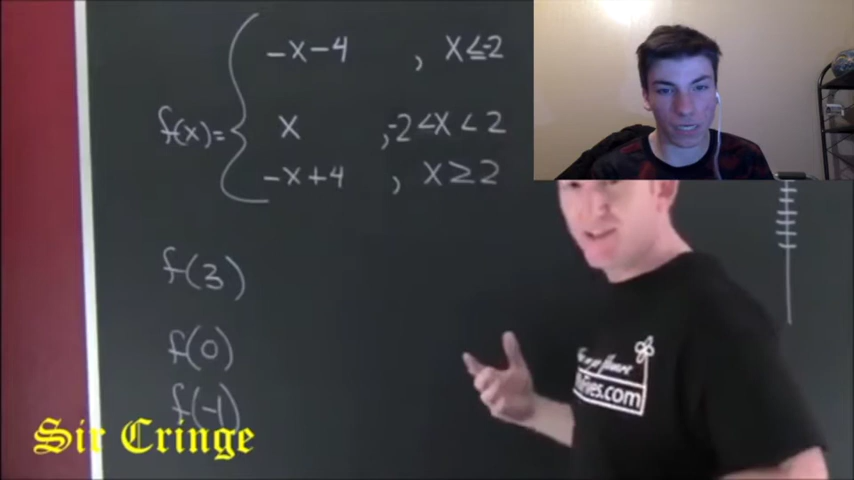 f(x)= { -x-4 , x≤-2
x , -2<x<2
-x+4 , x≥2
f(3)
f(0)
f(-1)
Sir Cringe